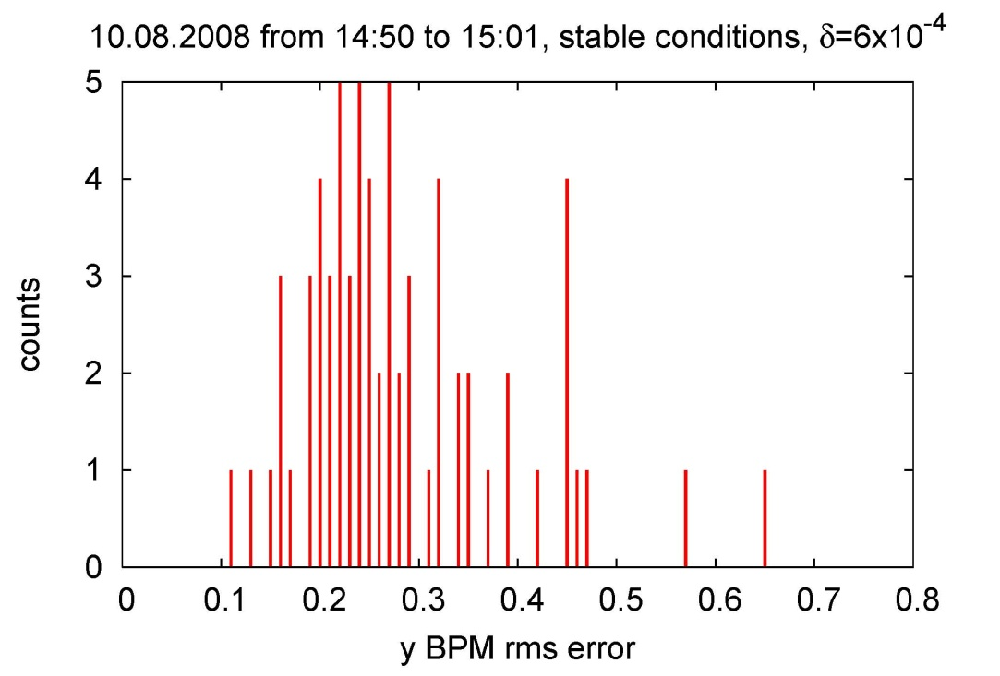 10.08.2008 from 14:50 to 15:01, stable conditions, δ=6x10⁻⁴
5
4
3
2
1
0
counts
0 0.1 0.2 0.3 0.4 0.5 0.6 0.7 0.8
y BPM rms error